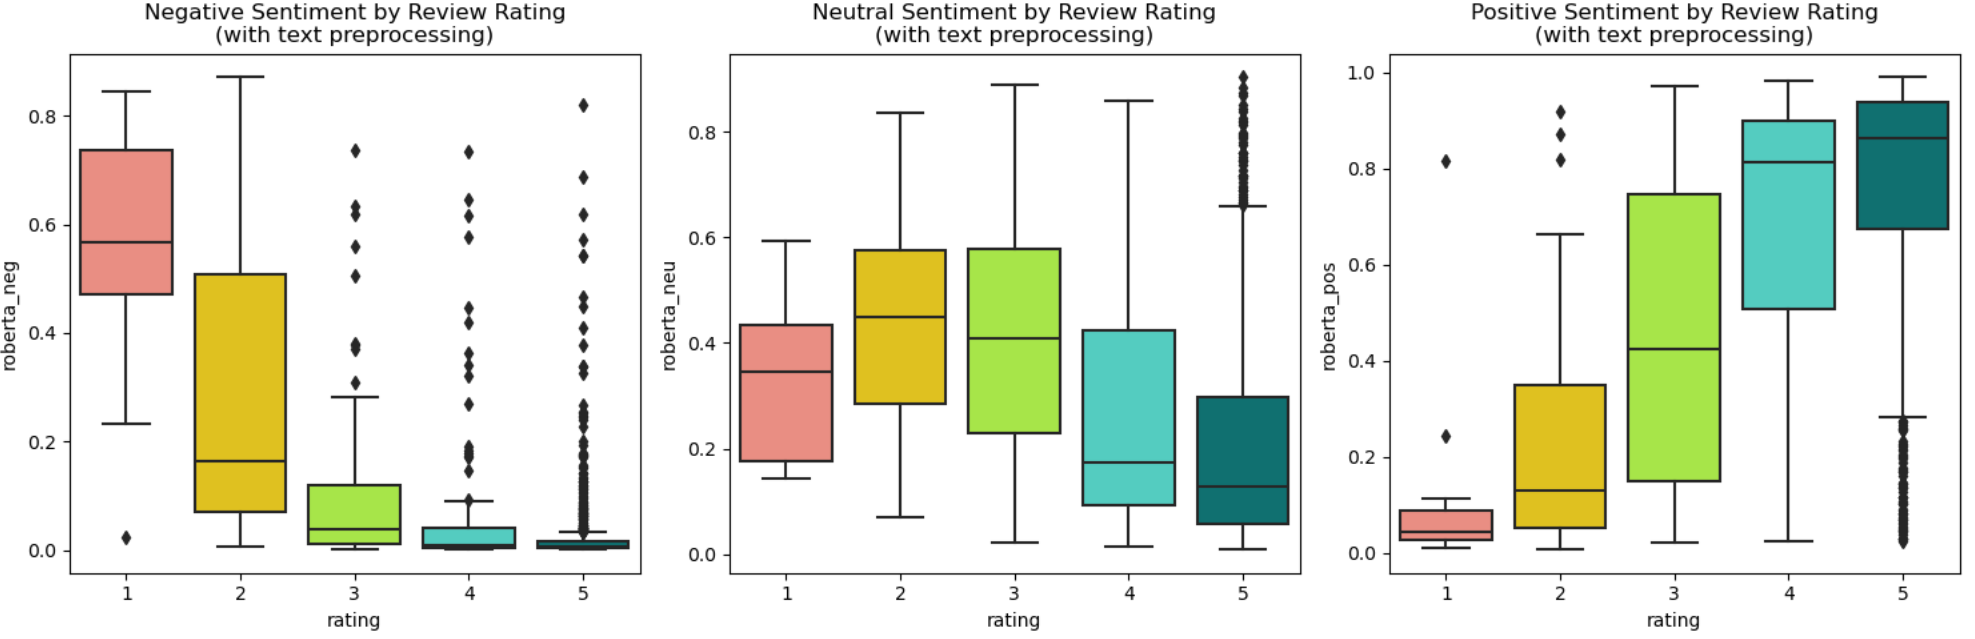 Negative Sentiment by Review Rating
(with text preprocessing)
roberta_neg
0.8
0.6
0.4
0.2
0.0
1 2 3 4 5
rating
Neutral Sentiment by Review Rating
(with text preprocessing)
roberta_neu
0.8
0.6
0.4
0.2
0.0
1 2 3 4 5
rating
Positive Sentiment by Review Rating
(with text preprocessing)
roberta_pos
1.0
0.8
0.6
0.4
0.2
0.0
1 2 3 4 5
rating